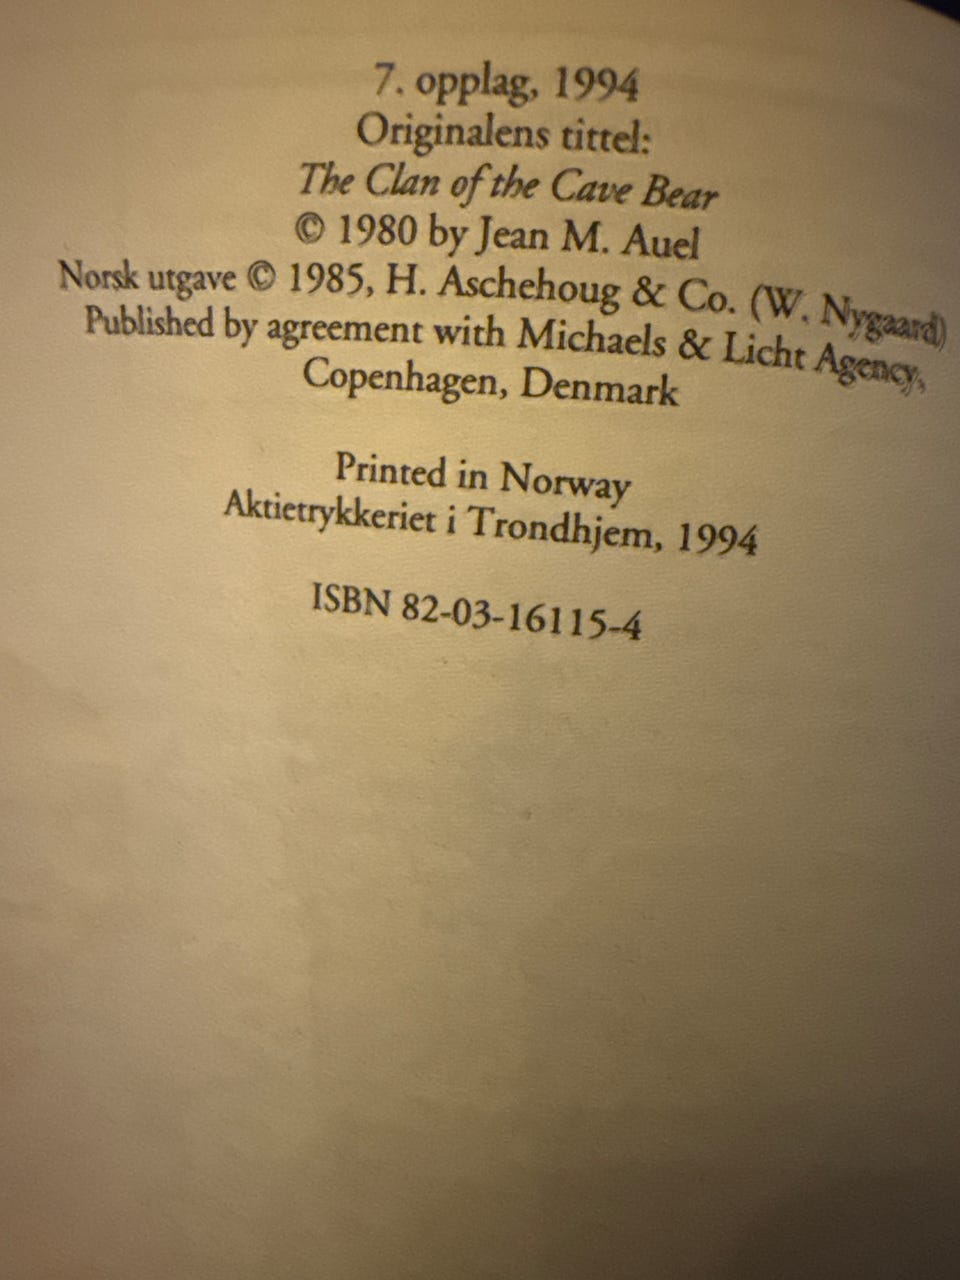 7. opplag, 1994
Originalens tittel:
The Clan of the Cave Bear
© 1980 by Jean M. Auel
Norsk utgave © 1985, H. Aschehoug & Co. (W. Nygaard)
Published by agreement with Michaels & Licht Agency,
Copenhagen, Denmark
Printed in Norway
Aktietrykkeriet i Trondhjem, 1994
ISBN 82-03-16115-4